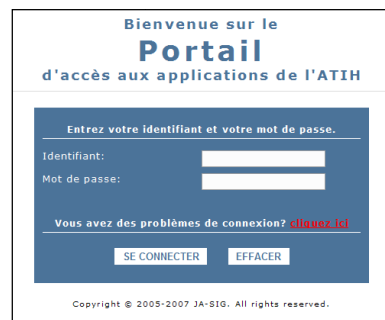 Bienvenue sur le
Portail
d'accès aux applications de l'ATIH
Entrez votre identifiant et votre mot de passe.
Identifiant:
Mot de passe:
Vous avez des problèmes de connexion? cliquez ici
SE CONNECTER EFFACER
Copyright © 2005-2007 JA-SIG. All rights reserved.